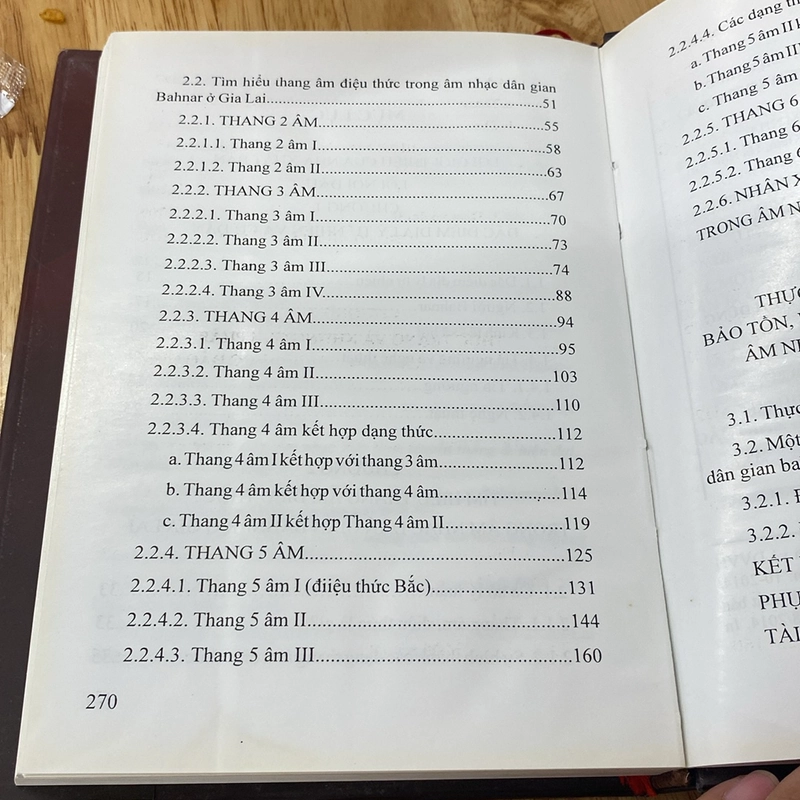 2.2. Tìm hiểu thang âm điệu thức trong âm nhạc dân gian
Bahnar ở Gia Lai...............................................51
2.2.1. THANG 2 ÂM..........................................55
2.2.1.1. Thang 2 âm I..........................................58
2.2.1.2. Thang 2 âm II.........................................63
2.2.2. THANG 3 ÂM..........................................67
2.2.2.1. Thang 3 âm I..........................................70
2.2.2.2. Thang 3 âm II.........................................73
2.2.2.3. Thang 3 âm III........................................74
2.2.2.4. Thang 3 âm IV........................................88
2.2.3. THANG 4 ÂM..........................................94
2.2.3.1. Thang 4 âm I..........................................95
2.2.3.2. Thang 4 âm II........................................103
2.2.3.3. Thang 4 âm III.......................................110
2.2.3.4. Thang 4 âm kết hợp dạng thức....................112
a. Thang 4 âm I kết hợp với thang 3 âm...................112
b. Thang 4 âm kết hợp với thang 4 âm....................114
c. Thang 4 âm II kết hợp Thang 4 âm II..................119
2.2.4. THANG 5 ÂM.........................................125
2.2.4.1. Thang 5 âm I (điiệu thức Bắc)....................131
2.2.4.2. Thang 5 âm II........................................144
2.2.4.3. Thang 5 âm III.......................................160
270
2.2.4.4. Các dạng
a. Thang 5 âm II
b. Thang 5 âm III
c. Thang 5 âm
2.2.5. THANG 6
2.2.5.1. Thang 6
2.2.5.2. Thang 6
2.2.6. NHÂN
TRONG ÂM
BẢO TỒN,
ÂM
3.1. Thực
3.2. Một
dân gian
3.2.1.
3.2.2.
KẾT